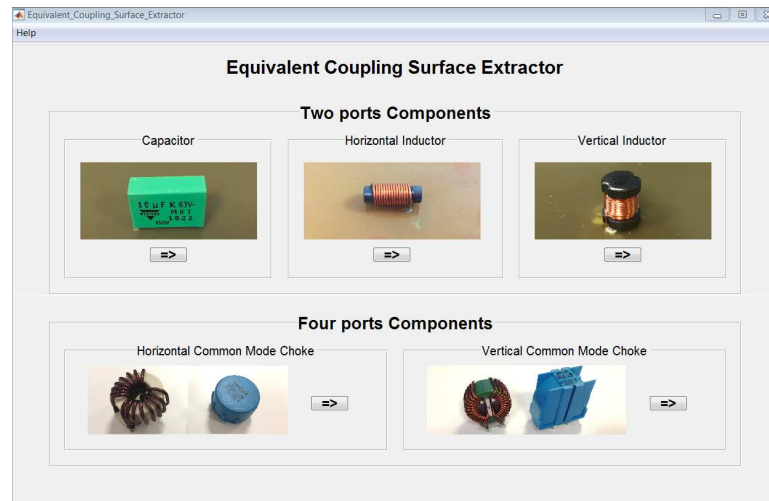 Equivalent_Coupling_Surface_Extractor
Help
Equivalent Coupling Surface Extractor
Two ports Components
Capacitor
Horizontal Inductor
Vertical Inductor
10 µF K 63V-
MKT
1822
=>
=>
=>
Four ports Components
Horizontal Common Mode Choke
Vertical Common Mode Choke
=>
=>